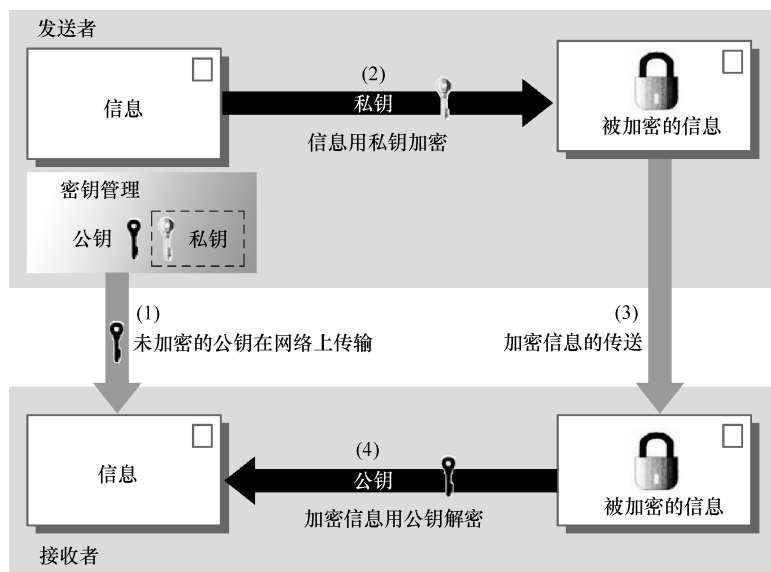 发送者
信息
(2)
私钥
信息用私钥加密
被加密的信息
密钥管理
公钥
私钥
(1)
未加密的公钥在网络上传输
(3)
加密信息的传送
信息
(4)
公钥
加密信息用公钥解密
被加密的信息
接收者